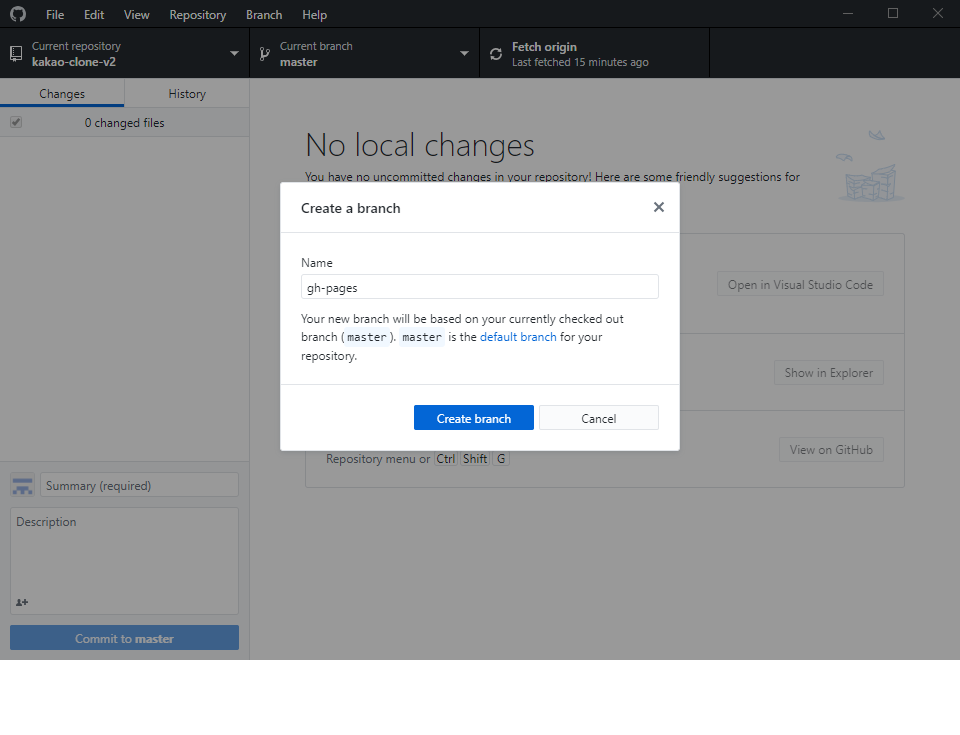 File Edit View Repository Branch Help
Current repository
kakao-clone-v2
Current branch
master
Fetch origin
Last fetched 15 minutes ago
Changes History
0 changed files
No local changes
You have no uncommitted changes in your repository! Here are some friendly suggestions for
Create a branch
Name
gh-pages
Your new branch will be based on your currently checked out
branch (master). master is the default branch for your
repository.
Create branch Cancel
Open in Visual Studio Code
Show in Explorer
View on GitHub
Repository menu or Ctrl Shift G
Summary (required)
Description
Commit to master